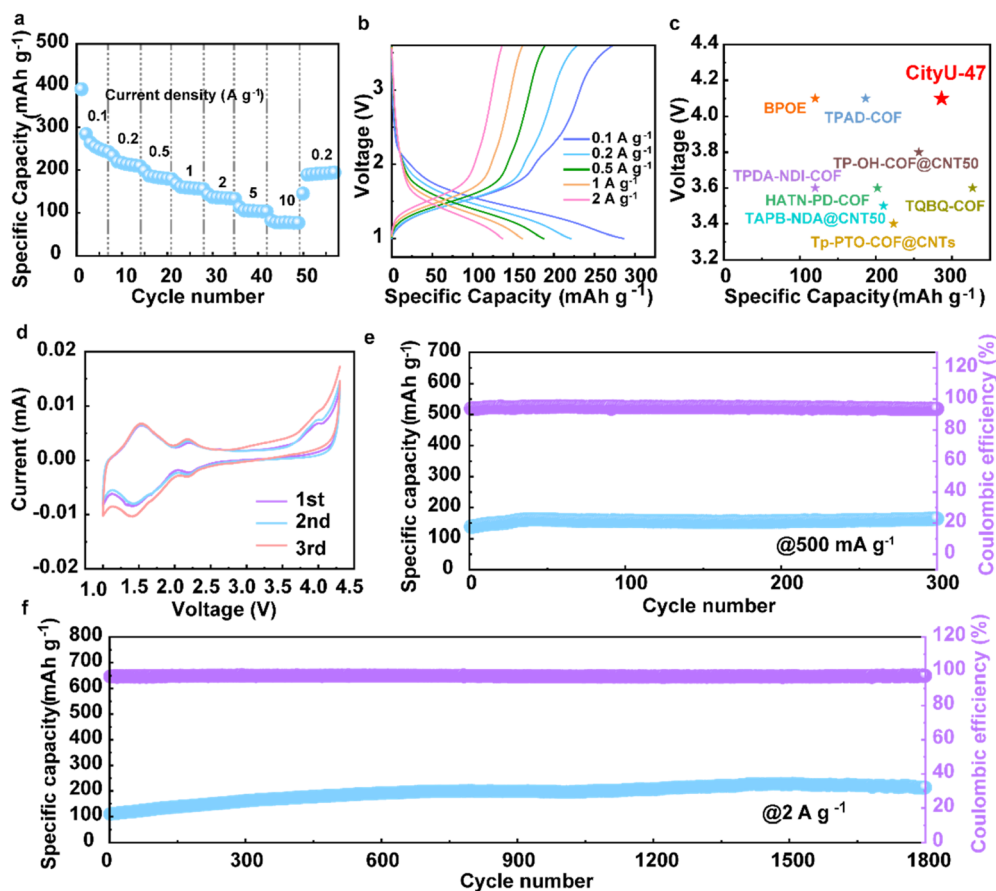 a
500
400
300
200
100
0
Specific Capacity (mAh g-1)
Current density (A g-1)
0.1
0.2
0.5
1
2
5
10
0.2
0 10 20 30 40 50
Cycle number
b
3
2
1
Voltage (V)
0.1 A g-1
0.2 A g-1
0.5 A g-1
1 A g-1
2 A g-1
0 50 100 150 200 250 300
Specific Capacity (mAh g-1)
c
4.4
4.2
4.0
3.8
3.6
3.4
3.2
Voltage (V)
CityU-47
BPOE
TPAD-COF
TP-OH-COF@CNT50
TPDA-NDI-COF
HATN-PD-COF
TQBQ-COF
TAPB-NDA@CNT50
Tp-PTO-COF@CNTs
0 100 200 300
Specific Capacity (mAh g-1)
d
0.02
0.01
0.00
-0.01
-0.02
Current (mA)
1st
2nd
3rd
1.0 1.5 2.0 2.5 3.0 3.5 4.0 4.5
Voltage (V)
e
700
600
500
400
300
200
100
0
Specific capacity (mAh g-1)
120
100
80
60
40
20
0
Coulombic efficiency (%)
@500 mA g-1
0 100 200 300
Cycle number
f
800
700
600
500
400
300
200
100
0
Specific capacity(mAh g-1)
120
100
80
60
40
20
0
Coulombic efficiency (%)
@2 A g-1
0 300 600 900 1200 1500 1800
Cycle number